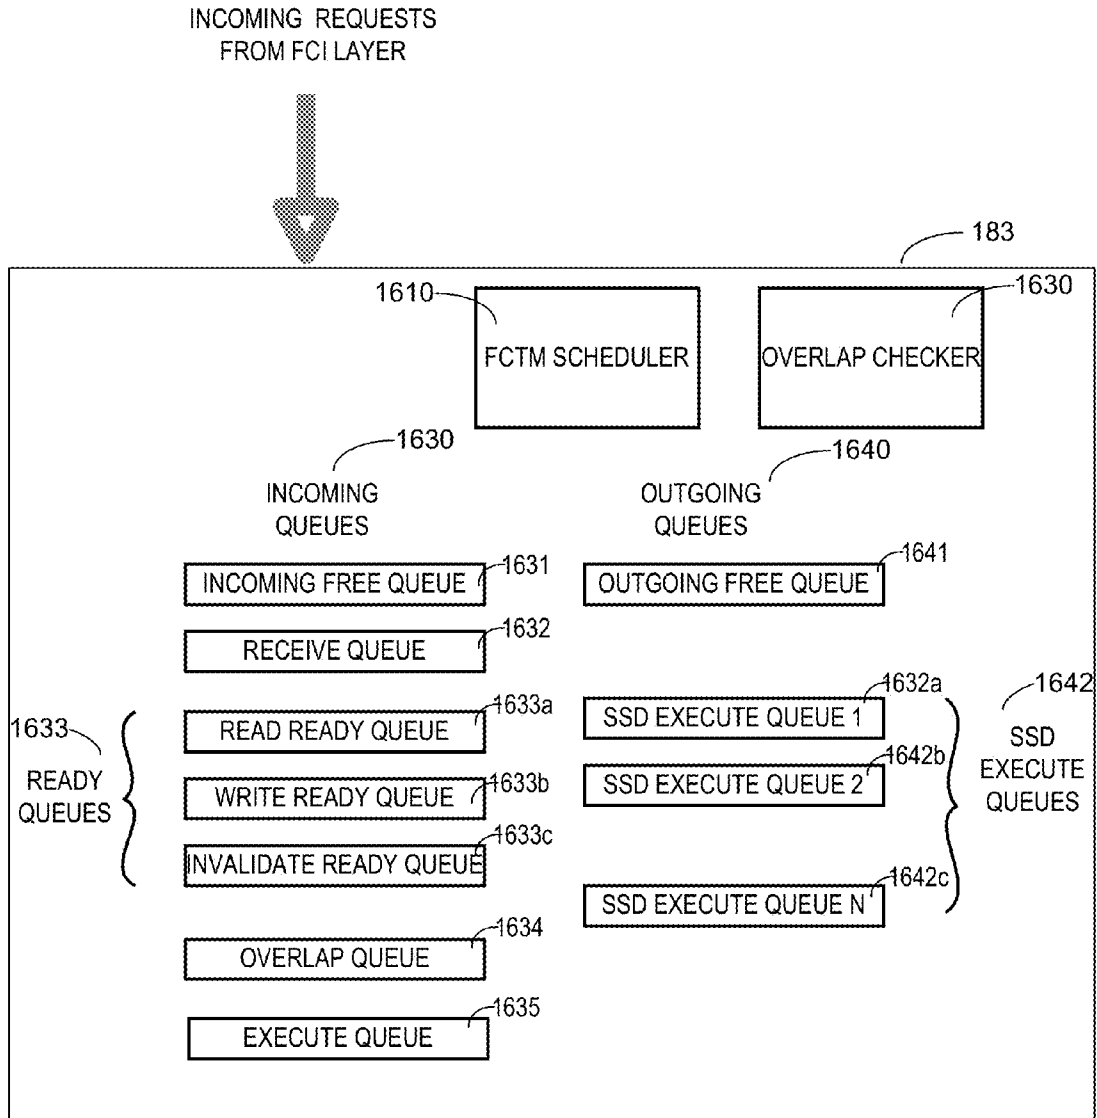 INCOMING REQUESTS
FROM FCI LAYER
183
1610
1630
FCTM SCHEDULER
OVERLAP CHECKER
1630
1640
INCOMING
QUEUES
OUTGOING
QUEUES
1631
1641
INCOMING FREE QUEUE
OUTGOING FREE QUEUE
1632
RECEIVE QUEUE
1632a
1642
1633
READY
QUEUES
1633a
READ READY QUEUE
SSD EXECUTE QUEUE 1
SSD
EXECUTE
QUEUES
1642b
SSD EXECUTE QUEUE 2
1633b
WRITE READY QUEUE
1633c
INVALIDATE READY QUEUE
1642c
SSD EXECUTE QUEUE N
1634
OVERLAP QUEUE
1635
EXECUTE QUEUE